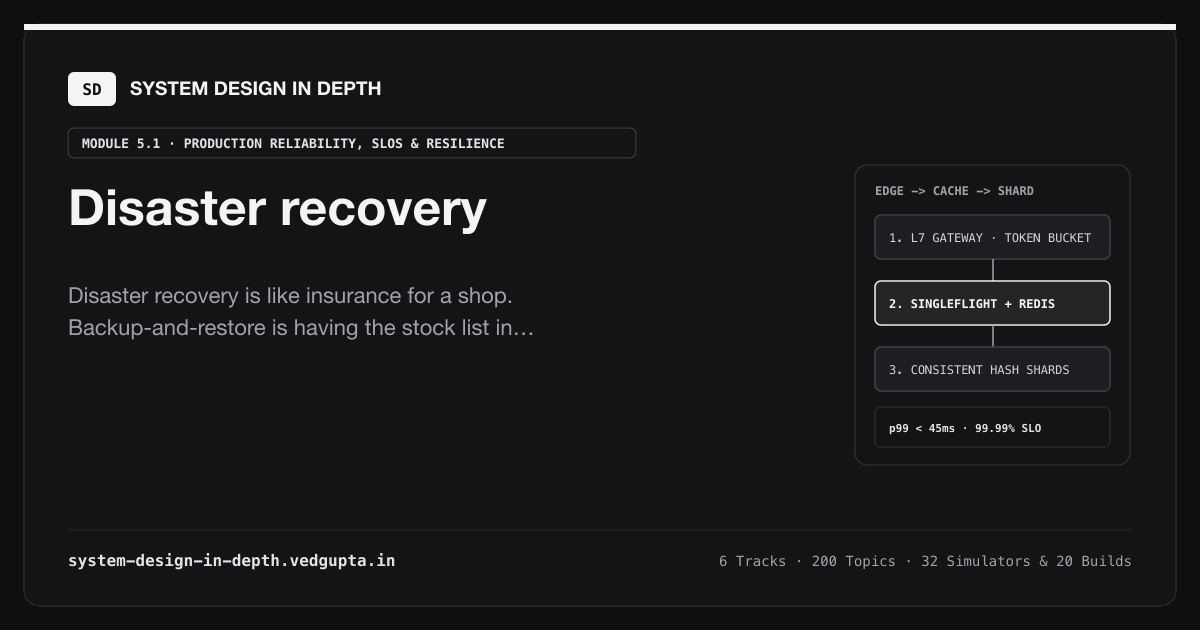 SD
SYSTEM DESIGN IN DEPTH
MODULE 5.1 · PRODUCTION RELIABILITY, SLOS & RESILIENCE
Disaster recovery
Disaster recovery is like insurance for a shop.
Backup-and-restore is having the stock list in…
EDGE —> CACHE —> SHARD
1. L7 GATEWAY · TOKEN BUCKET
2. SINGLEFLIGHT + REDIS
3. CONSISTENT HASH SHARDS
p99 < 45ms · 99.99% SLO
system-design-in-depth.vedgupta.in
6 Tracks · 200 Topics · 32 Simulators & 20 Builds